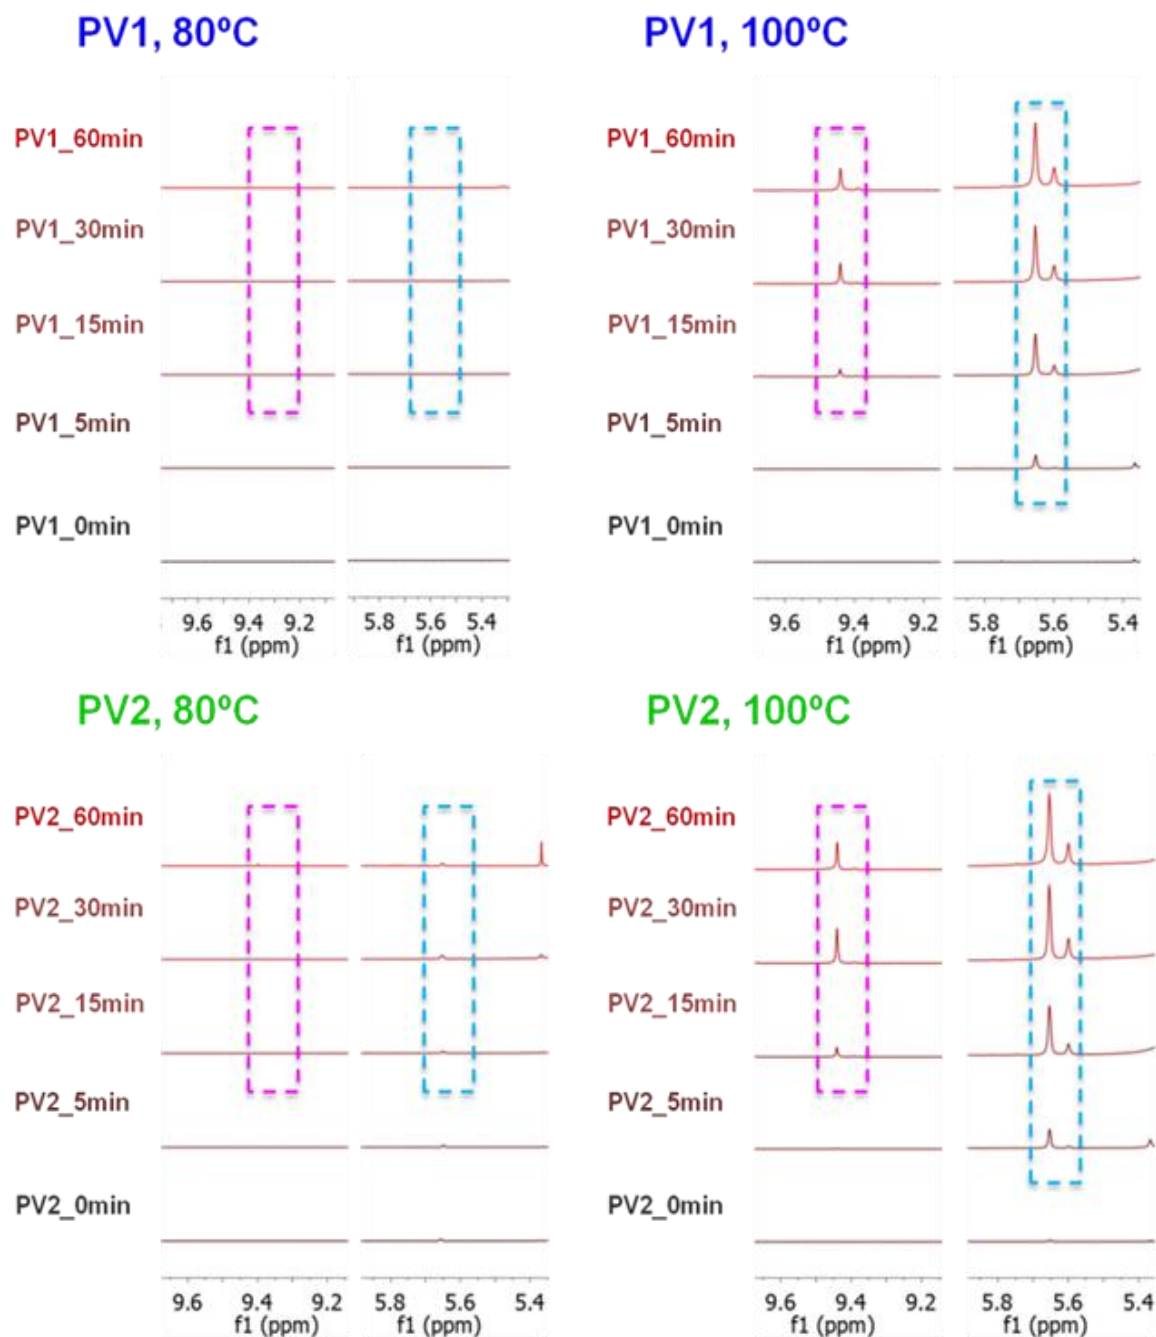 PV1, 80ºC
PV1, 100ºC
PV1_60min
PV1_30min
PV1_15min
PV1_5min
PV1_0min
9.6 9.4 9.2
f1 (ppm)
5.8 5.6 5.4
f1 (ppm)
PV1_60min
PV1_30min
PV1_15min
PV1_5min
PV1_0min
9.6 9.4 9.2
f1 (ppm)
5.8 5.6 5.4
f1 (ppm)
PV2, 80ºC
PV2, 100ºC
PV2_60min
PV2_30min
PV2_15min
PV2_5min
PV2_0min
9.6 9.4 9.2
f1 (ppm)
5.8 5.6 5.4
f1 (ppm)
PV2_60min
PV2_30min
PV2_15min
PV2_5min
PV2_0min
9.6 9.4 9.2
f1 (ppm)
5.8 5.6 5.4
f1 (ppm)